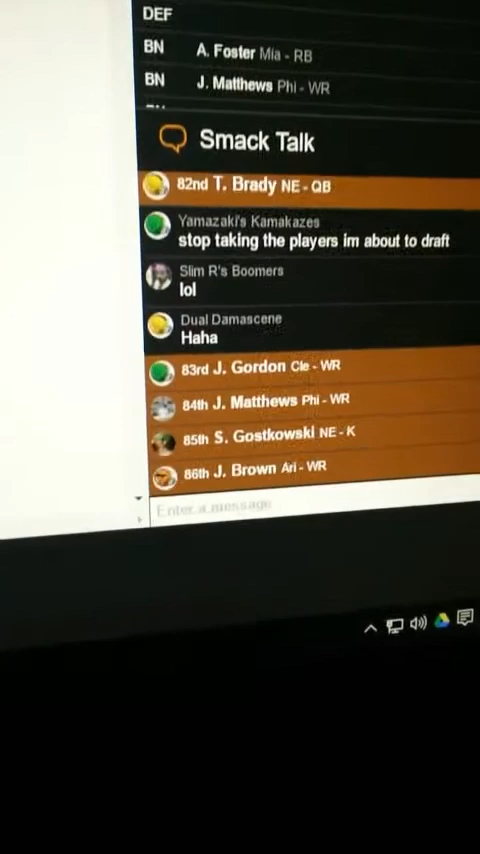 DEF
BN A. Foster Mia - RB
BN J. Matthews Phi - WR
Smack Talk
82nd T. Brady NE - QB
Yamazaki's Kamakazes
stop taking the players im about to draft
Slim R's Boomers
lol
Dual Damascene
Haha
83rd J. Gordon Cle - WR
84th J. Matthews Phi - WR
85th S. Gostkowski NE - K
86th J. Brown Ari - WR
Enter a message